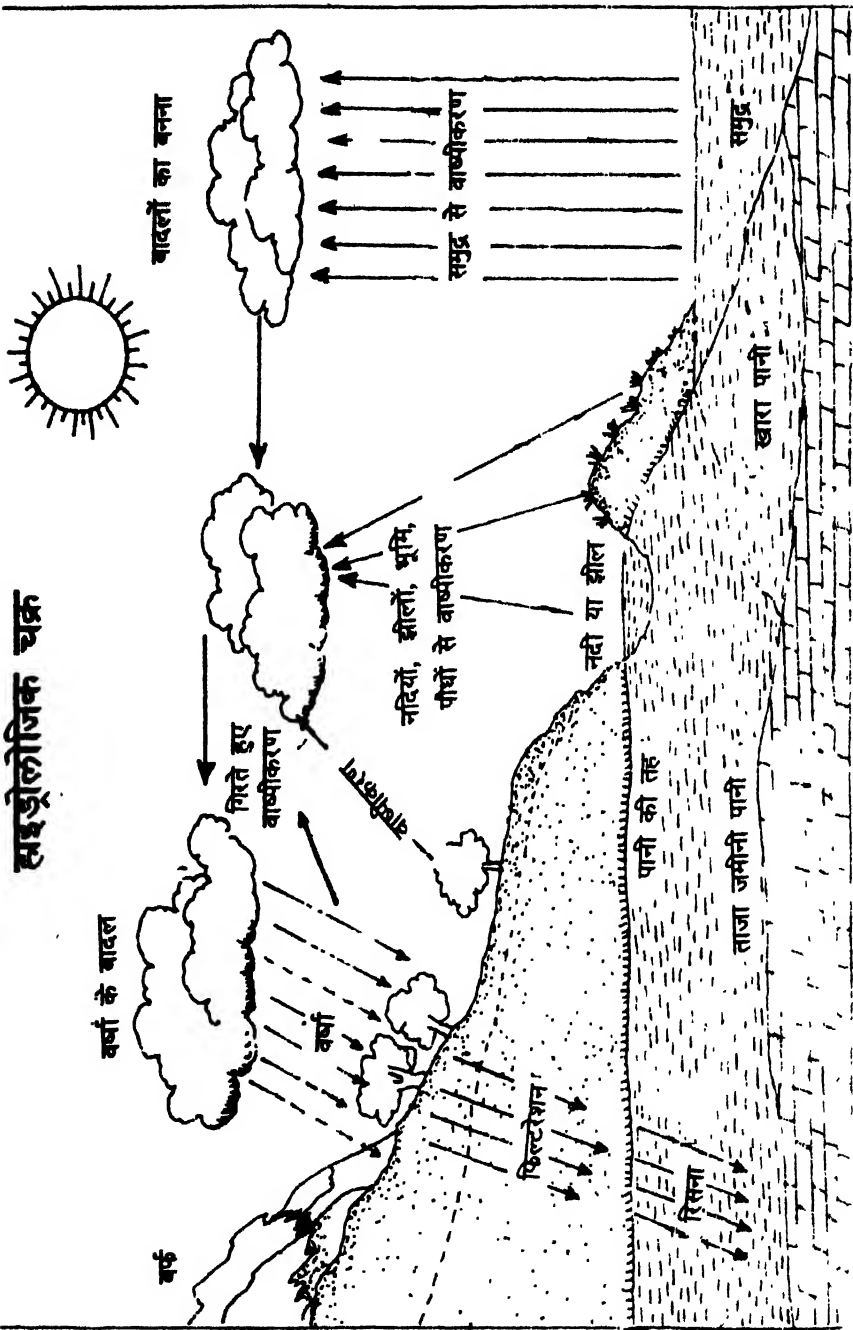 हाइड्रोलोजिक चक्र
बादलों का बनना
वर्षा के बादल
बर्फ
गिरते हुए
वाष्पीकरण
वर्षा
वाष्पीकरण
नदियों, झीलों, भूमि,
पौधों से वाष्पीकरण
समुद्र से वाष्पीकरण
नदी या झील
समुद्र
फिल्टरेशन
पानी की तह
खारा पानी
रिसना
ताजा जमीनी पानी